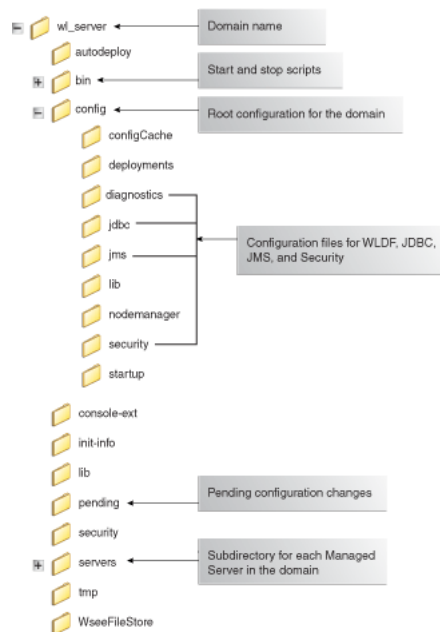 wl_server
Domain name
autodeploy
bin
Start and stop scripts
config
Root configuration for the domain
configCache
deployments
diagnostics
jdbc
jms
Configuration files for WLDF, JDBC,
JMS, and Security
lib
nodemanager
security
startup
console-ext
init-info
lib
pending
Pending configuration changes
security
servers
Subdirectory for each Managed
Server in the domain
tmp
WseeFileStore